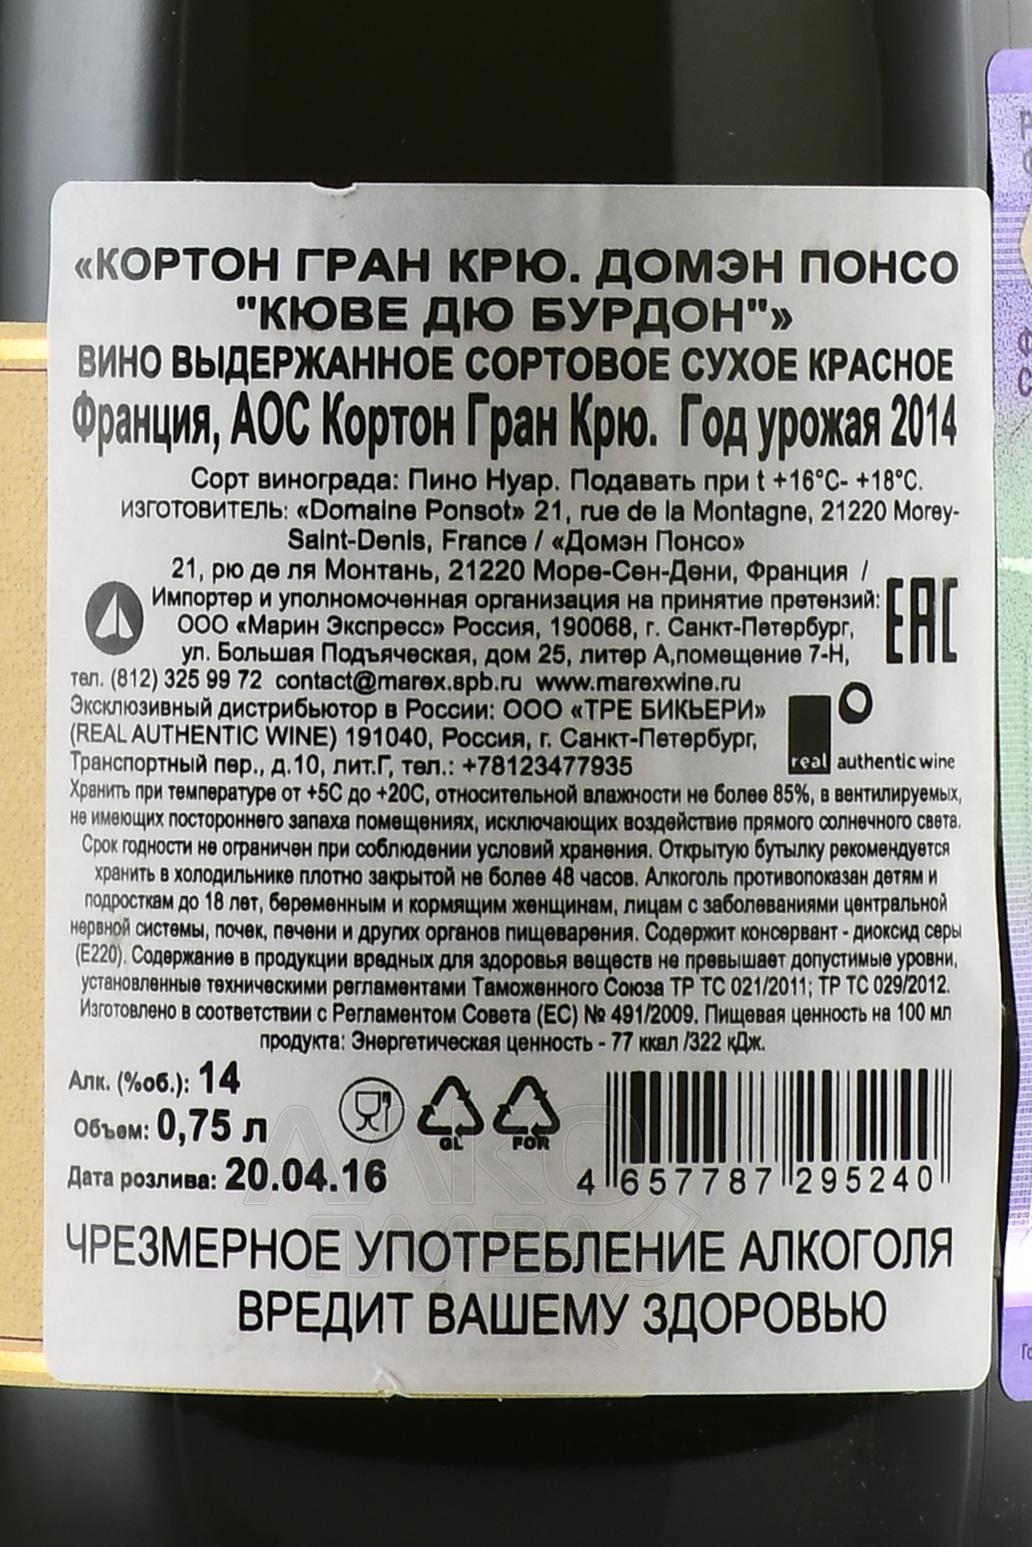 «КОРТОН ГРАН КРЮ. ДОМЭН ПОНСО
"КЮВЕ ДЮ БУРДОН"»
ВИНО ВЫДЕРЖАННОЕ СОРТОВОЕ СУХОЕ КРАСНОЕ
Франция, АОС Кортон Гран Крю. Год урожая 2014
Сорт винограда: Пино Нуар. Подавать при t +16°С- +18°С.
ИЗГОТОВИТЕЛЬ: «Domaine Ponsot» 21, rue de la Montagne, 21220 Morey-
Saint-Denis, France / «Домэн Понсо»
21, рю де ля Монтань, 21220 Море-Сен-Дени, Франция /
Импортер и уполномоченная организация на принятие претензий:
ООО «Марин Экспресс» Россия, 190068, г. Санкт-Петербург,
ул. Большая Подъяческая, дом 25, литер А,помещение 7-Н,
тел. (812) 325 99 72 contact@marex.spb.ru www.marexwine.ru
EAC
Эксклюзивный дистрибьютор в России: ООО «ТРЕ БИКЬЕРИ»
(REAL AUTHENTIC WINE) 191040, Россия, г. Санкт-Петербург,
Транспортный пер., д.10, лит.Г, тел.: +78123477935
real authentic wine
Хранить при температуре от +5С до +20С, относительной влажности не более 85%, в вентилируемых,
не имеющих постороннего запаха помещениях, исключающих воздействие прямого солнечного света.
Срок годности не ограничен при соблюдении условий хранения. Открытую бутылку рекомендуется
хранить в холодильнике плотно закрытой не более 48 часов. Алкоголь противопоказан детям и
подросткам до 18 лет, беременным и кормящим женщинам, лицам с заболеваниями центральной
нервной системы, почек, печени и других органов пищеварения. Содержит консервант - диоксид серы
(Е220). Содержание в продукции вредных для здоровья веществ не превышает допустимые уровни,
установленные техническими регламентами Таможенного Союза ТР ТС 021/2011; ТР ТС 029/2012.
Изготовлено в соответствии с Регламентом Совета (ЕС) № 491/2009. Пищевая ценность на 100 мл
продукта: Энергетическая ценность - 77 ккал /322 кДж.
Алк. (%об.): 14
Объем: 0,75 л
Дата розлива: 20.04.16
GL
FOR
4 657787 295240
АЛКО
ПЛАЗА
ЧРЕЗМЕРНОЕ УПОТРЕБЛЕНИЕ АЛКОГОЛЯ
ВРЕДИТ ВАШЕМУ ЗДОРОВЬЮ